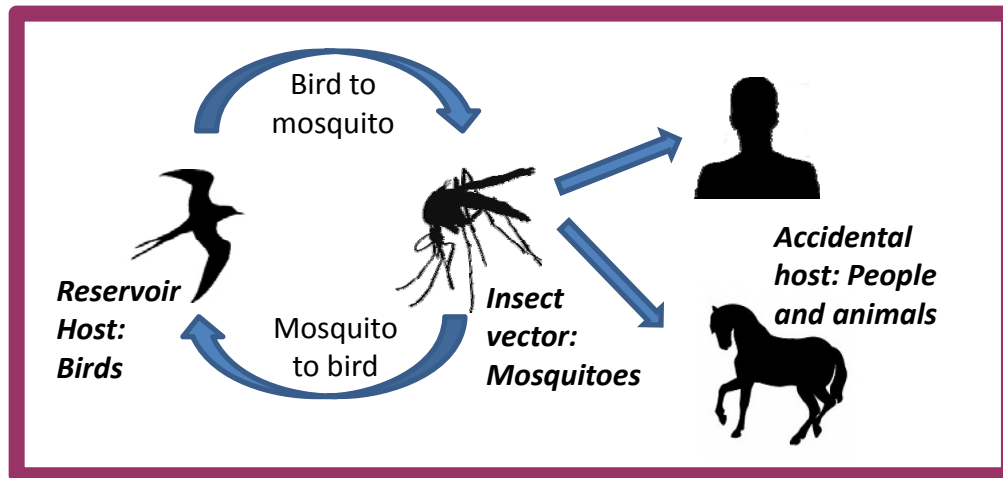 Bird to
mosquito
Reservoir
Host:
Birds
Mosquito
to bird
Insect
vector:
Mosquitoes
Accidental
host: People
and animals